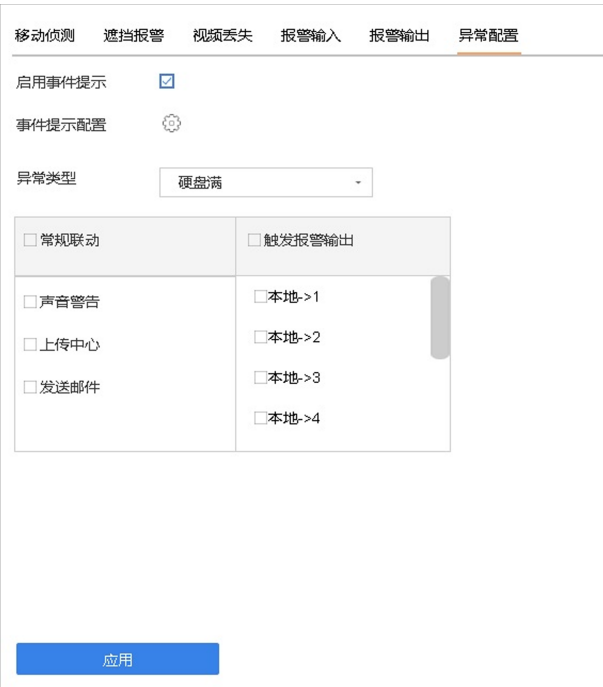 移动侦测 遮挡报警 视频丢失 报警输入 报警输出 异常配置
启用事件提示
事件提示配置
异常类型 硬盘满
常规联动 触发报警输出
声音警告
上传中心
发送邮件
本地->1
本地->2
本地->3
本地->4
应用